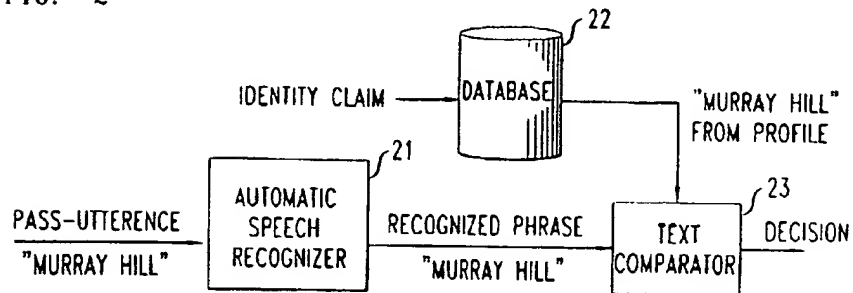 FIG. 2
22
IDENTITY CLAIM
DATABASE
"MURRAY HILL"
FROM PROFILE
21
23
PASS-UTTERENCE
"MURRAY HILL"
AUTOMATIC
SPEECH
RECOGNIZER
RECOGNIZED PHRASE
"MURRAY HILL"
TEXT
COMPARATOR
DECISION